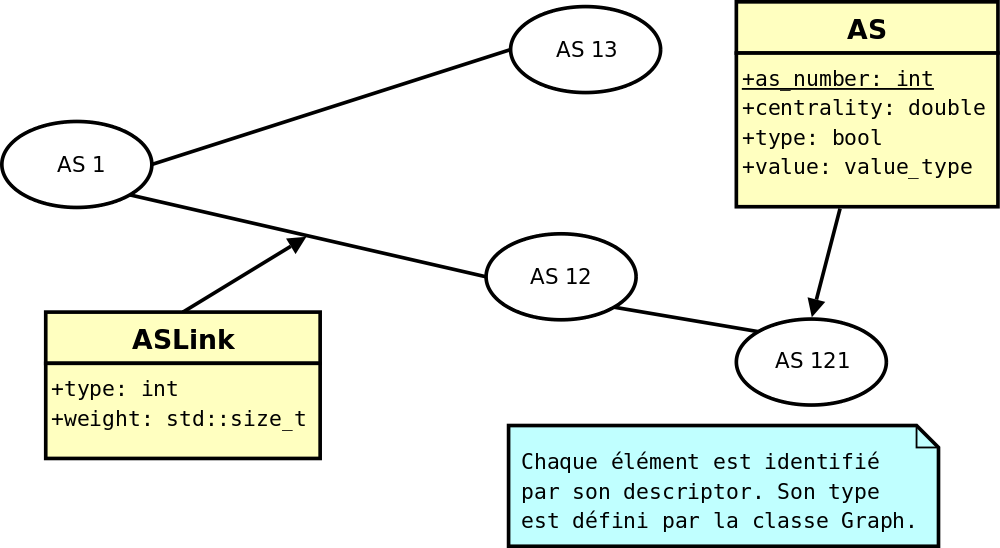 AS 13
AS
+as_number: int
+centrality: double
+type: bool
+value: value_type
AS 1
AS 12
ASLink
+type: int
+weight: std::size_t
AS 121
Chaque élément est identifié
par son descriptor. Son type
est défini par la classe Graph.